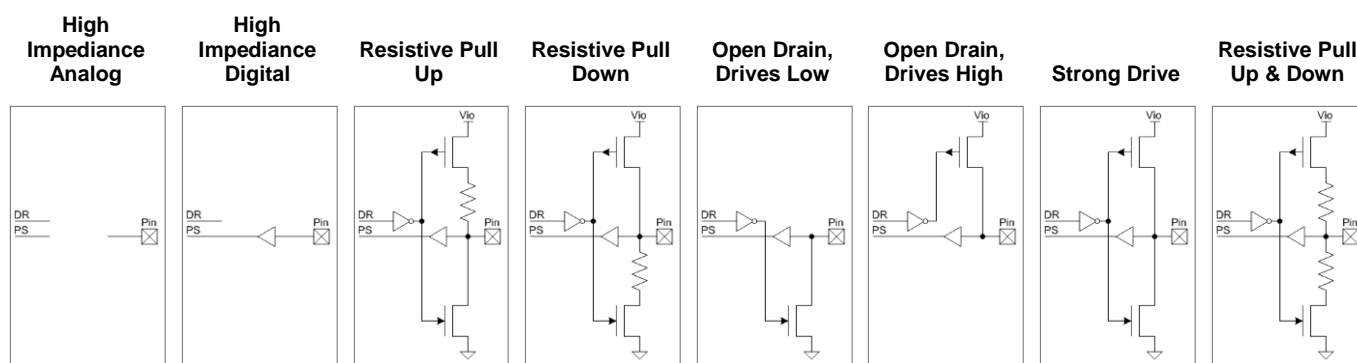 High
Impediance
Analog
High
Impediance
Digital
Resistive Pull
Up
Resistive Pull
Down
Open Drain,
Drives Low
Open Drain,
Drives High
Strong Drive
Resistive Pull
Up & Down
DR
PS
Pin
DR
PS
Pin
Vio
DR
PS
Pin
Vio
DR
PS
Pin
DR
PS
Pin
Vio
DR
PS
Pin
Vio
DR
PS
Pin
Vio
DR
PS
Pin